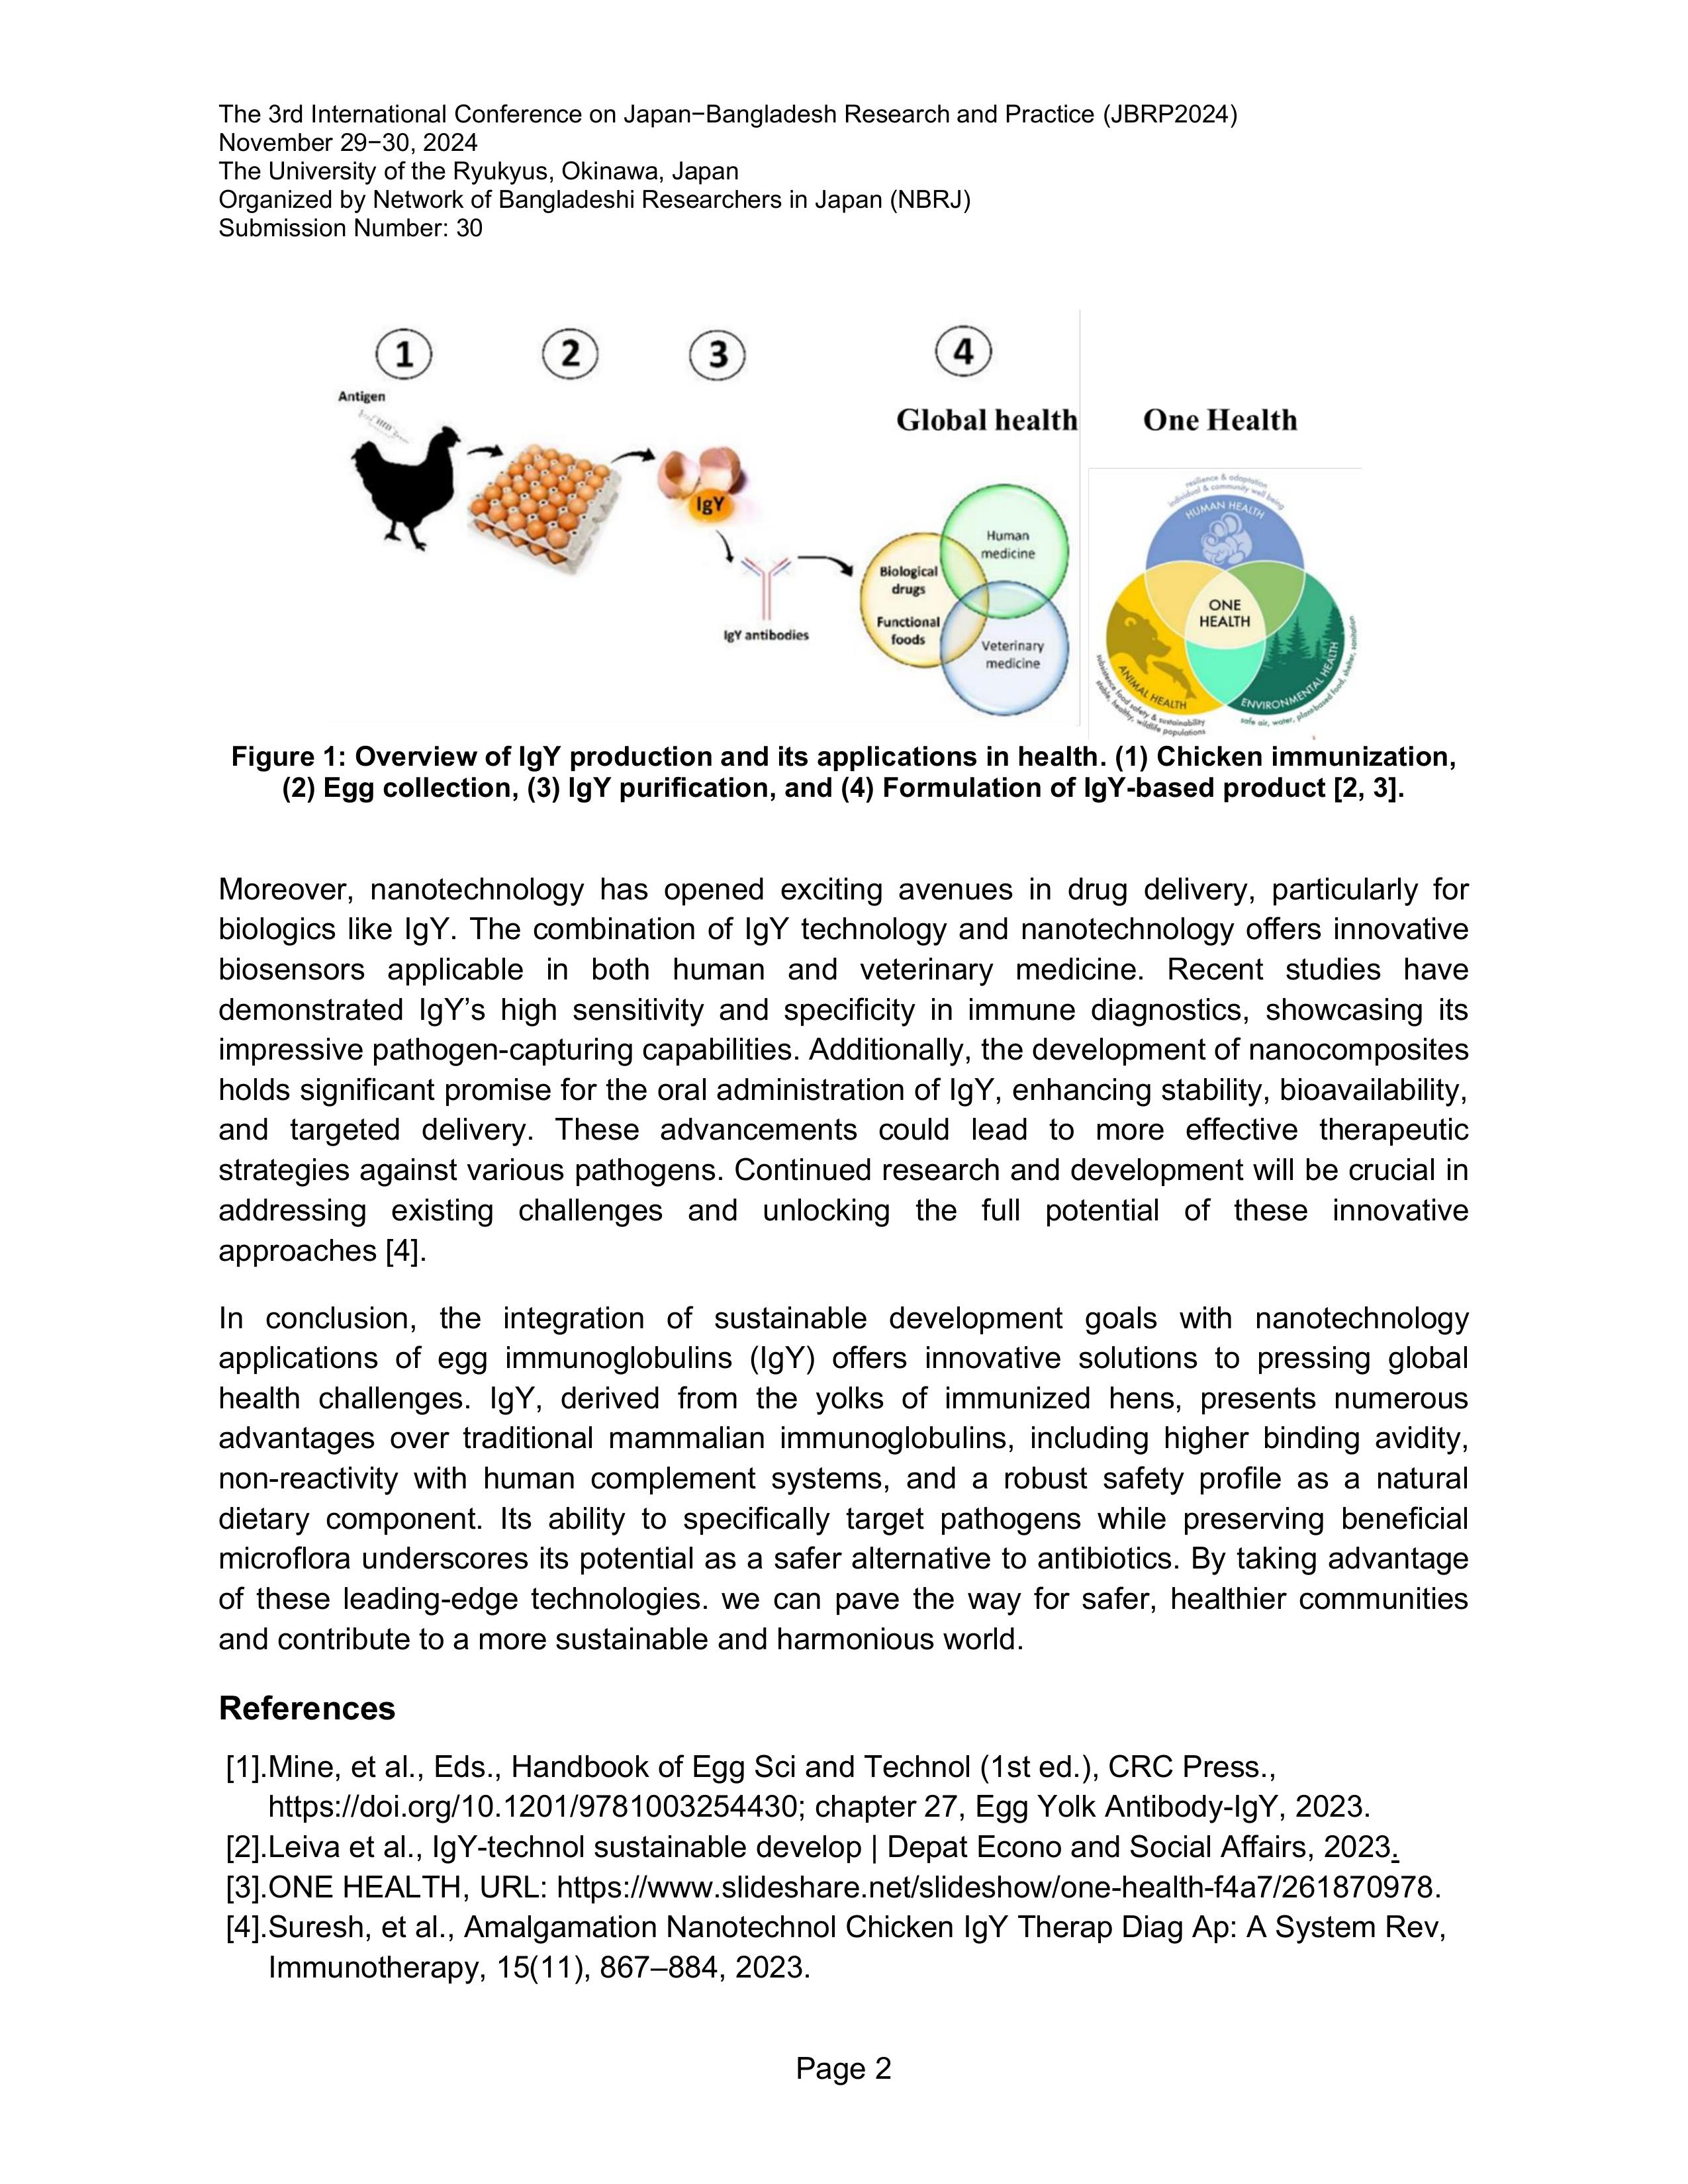 The 3rd International Conference on Japan−Bangladesh Research and Practice (JBRP2024)
November 29−30, 2024
The University of the Ryukyus, Okinawa, Japan
Organized by Network of Bangladeshi Researchers in Japan (NBRJ)
Submission Number: 30
1
2
3
4
Antigen
Global health
One Health
IgY
IgY antibodies
Biological
drugs
Functional
foods
Human
medicine
Veterinary
medicine
resilience & adaptation
individual & community well being
HUMAN HEALTH
ONE
HEALTH
ANIMAL HEALTH
subsistence food safety & sustainability
stable, healthy, wildlife populations
ENVIRONMENTAL HEALTH
safe air, water, plant-based food, shelter, sanitation
Figure 1: Overview of IgY production and its applications in health. (1) Chicken immunization,
(2) Egg collection, (3) IgY purification, and (4) Formulation of IgY-based product [2, 3].
Moreover, nanotechnology has opened exciting avenues in drug delivery, particularly for
biologics like IgY. The combination of IgY technology and nanotechnology offers innovative
biosensors applicable in both human and veterinary medicine. Recent studies have
demonstrated IgY’s high sensitivity and specificity in immune diagnostics, showcasing its
impressive pathogen-capturing capabilities. Additionally, the development of nanocomposites
holds significant promise for the oral administration of IgY, enhancing stability, bioavailability,
and targeted delivery. These advancements could lead to more effective therapeutic
strategies against various pathogens. Continued research and development will be crucial in
addressing existing challenges and unlocking the full potential of these innovative
approaches [4].
In conclusion, the integration of sustainable development goals with nanotechnology
applications of egg immunoglobulins (IgY) offers innovative solutions to pressing global
health challenges. IgY, derived from the yolks of immunized hens, presents numerous
advantages over traditional mammalian immunoglobulins, including higher binding avidity,
non-reactivity with human complement systems, and a robust safety profile as a natural
dietary component. Its ability to specifically target pathogens while preserving beneficial
microflora underscores its potential as a safer alternative to antibiotics. By taking advantage
of these leading-edge technologies. we can pave the way for safer, healthier communities
and contribute to a more sustainable and harmonious world.
References
[1].Mine, et al., Eds., Handbook of Egg Sci and Technol (1st ed.), CRC Press.,
https://doi.org/10.1201/9781003254430; chapter 27, Egg Yolk Antibody-IgY, 2023.
[2].Leiva et al., IgY-technol sustainable develop | Depat Econo and Social Affairs, 2023.
[3].ONE HEALTH, URL: https://www.slideshare.net/slideshow/one-health-f4a7/261870978.
[4].Suresh, et al., Amalgamation Nanotechnol Chicken IgY Therap Diag Ap: A System Rev,
Immunotherapy, 15(11), 867–884, 2023.
Page 2